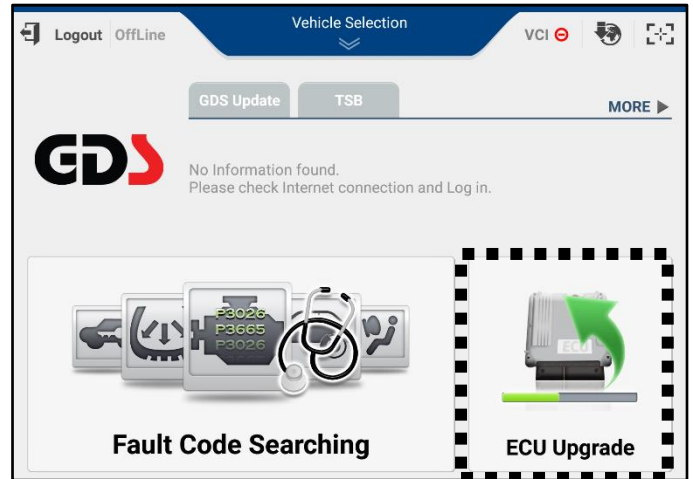 Vehicle Selection
Logout OffLine
VCI
GDS Update TSB
MORE
GDS
No Information found.
Please check Internet connection and Log in.
P3026
P3665
P3026
ECU
Fault Code Searching
ECU Upgrade